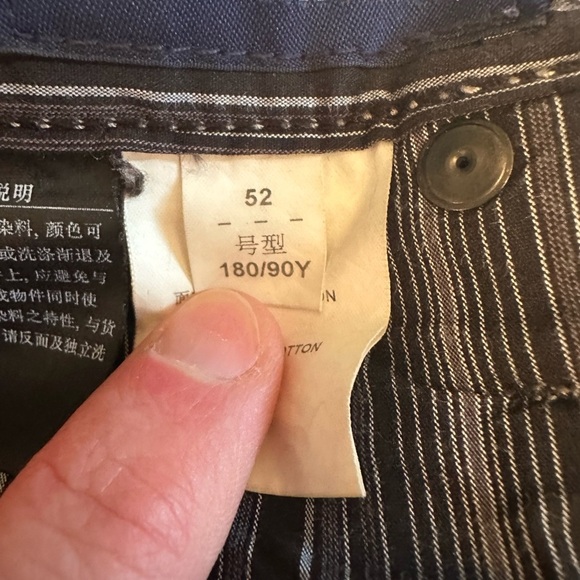 52
- - -
号型
180/90Y
ON
OTTON
说明
染料, 颜色可
或洗涤渐退及
上, 应避免与
或物件同时使
染料之特性, 与货
请反面及独立洗